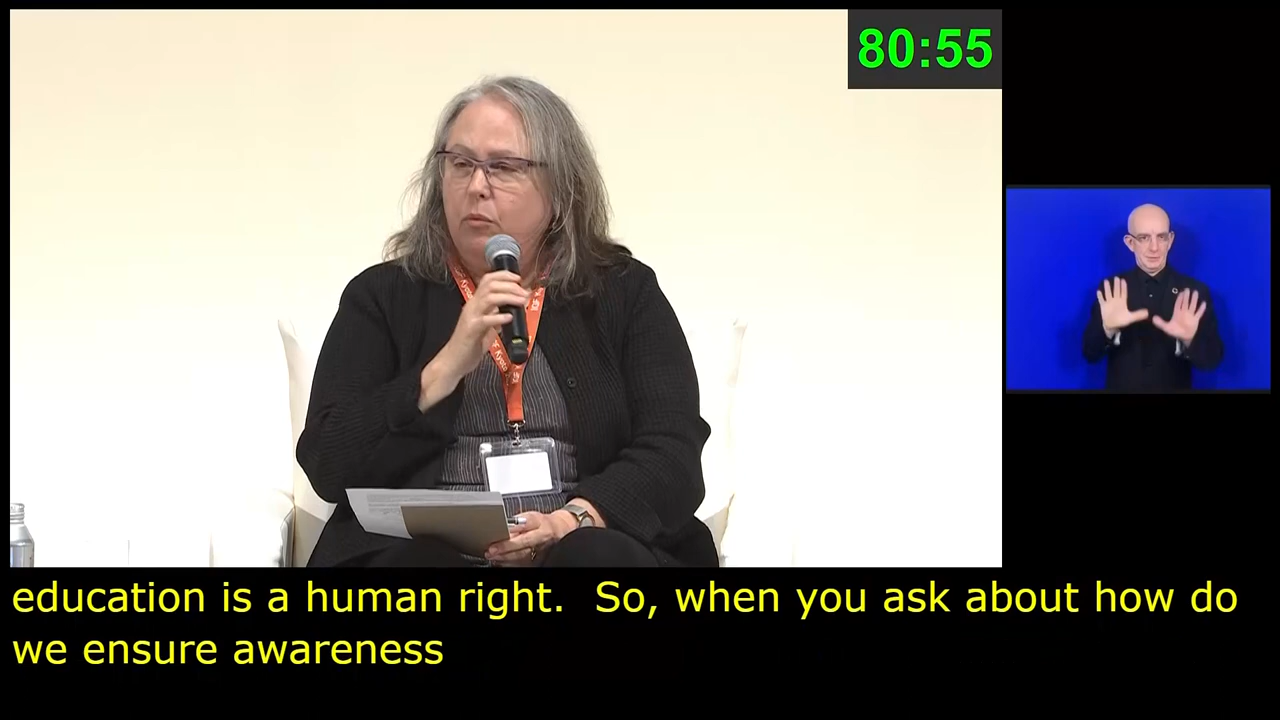 80:55
education is a human right.  So, when you ask about how do
we ensure awareness